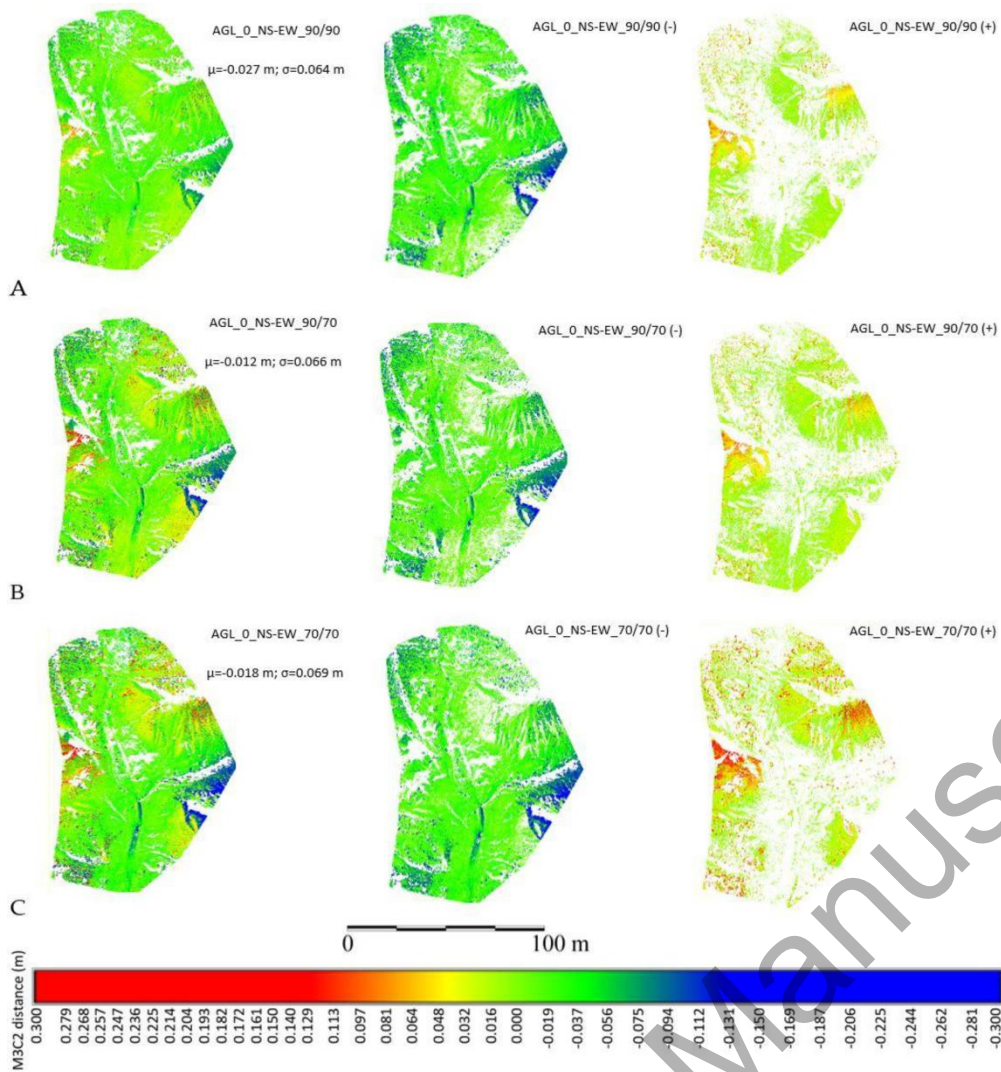 AGL_0_NS-EW_90/90
μ=-0.027 m; σ=0.064 m
AGL_0_NS-EW_90/90 (-)
AGL_0_NS-EW_90/90 (+)
A
AGL_0_NS-EW_90/70
μ=-0.012 m; σ=0.066 m
AGL_0_NS-EW_90/70 (-)
AGL_0_NS-EW_90/70 (+)
B
AGL_0_NS-EW_70/70
μ=-0.018 m; σ=0.069 m
AGL_0_NS-EW_70/70 (-)
AGL_0_NS-EW_70/70 (+)
C
0 100 m
M3C2 distance (m)
0.300
0.279
0.268
0.257
0.247
0.236
0.225
0.214
0.204
0.193
0.182
0.172
0.161
0.150
0.140
0.129
0.113
0.097
0.081
0.064
0.048
0.032
0.016
0.000
-0.019
-0.037
-0.056
-0.075
-0.094
-0.112
-0.131
-0.150
-0.169
-0.187
-0.206
-0.225
-0.244
-0.262
-0.281
-0.300
Manus